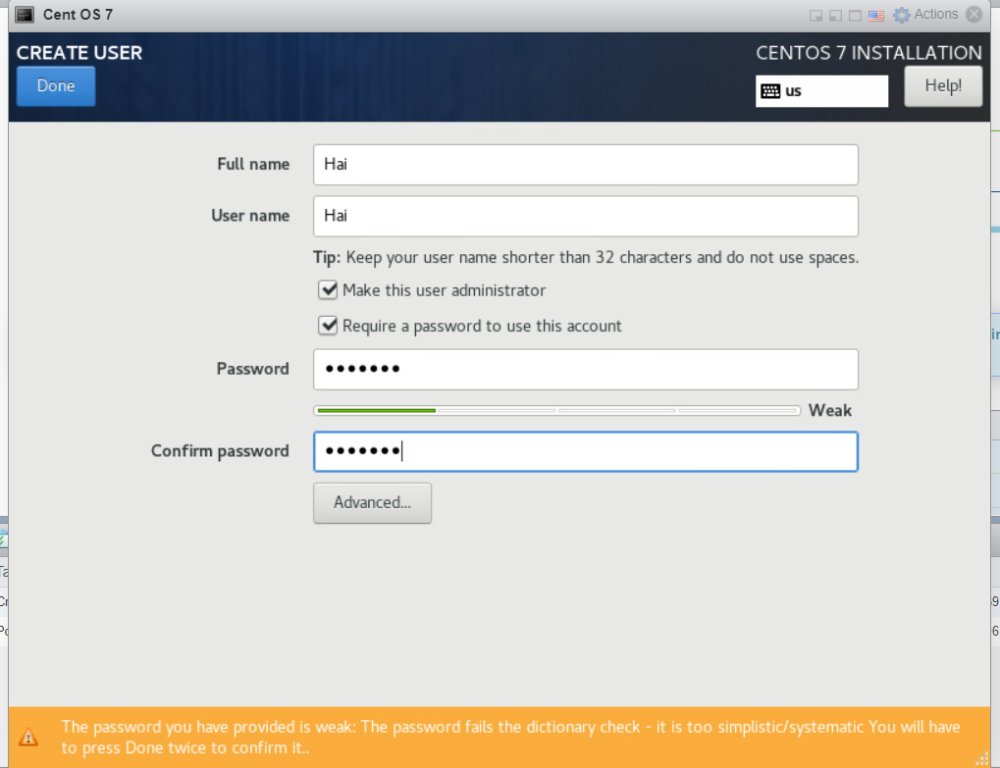 Cent OS 7
Actions
CREATE USER
CENTOS 7 INSTALLATION
Done
us
Help!
Full name
Hai
User name
Hai
Tip: Keep your user name shorter than 32 characters and do not use spaces.
Make this user administrator
Require a password to use this account
Password
•••••••
Weak
Confirm password
•••••••
Advanced...
The password you have provided is weak: The password fails the dictionary check - it is too simplistic/systematic You will have
to press Done twice to confirm it..